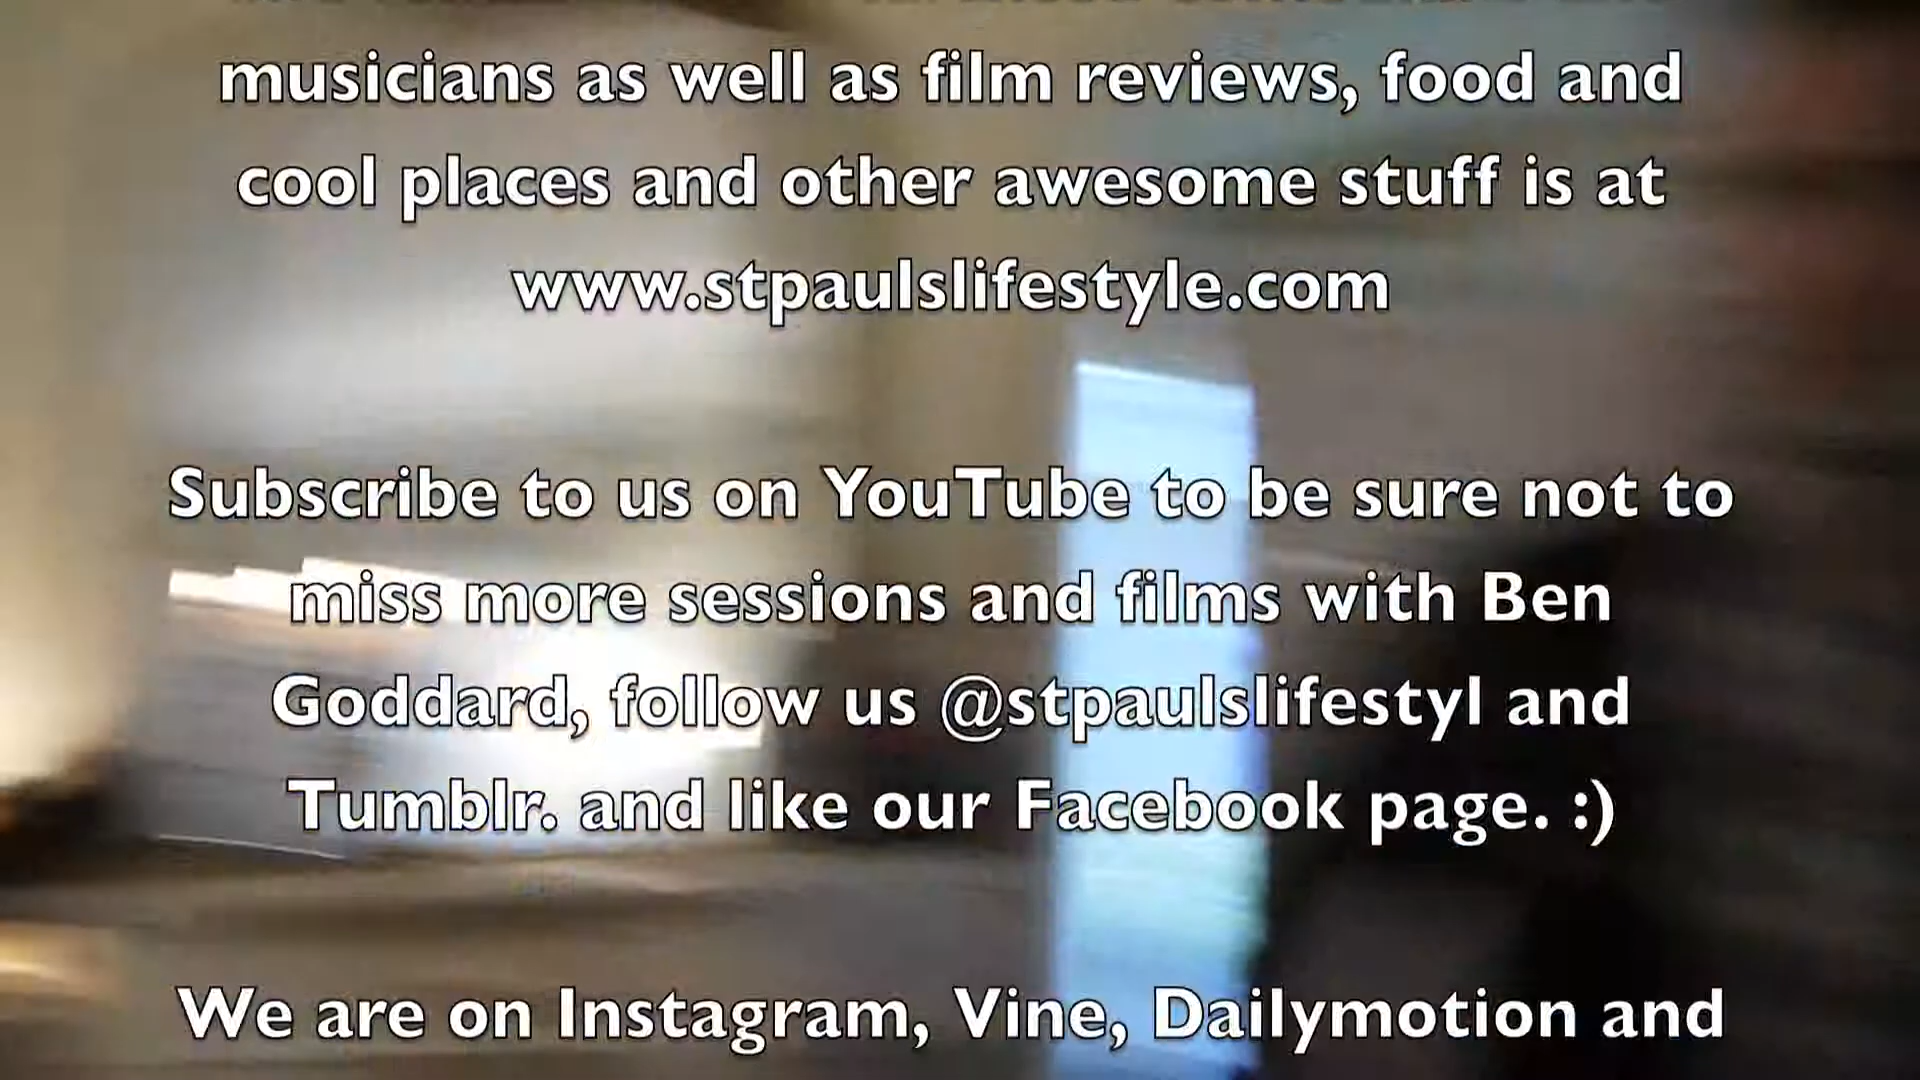 musicians as well as film reviews, food and
cool places and other awesome stuff is at
www.stpaulslifestyle.com
Subscribe to us on YouTube to be sure not to
miss more sessions and films with Ben
Goddard, follow us @stpaulslifestyl and
Tumblr. and like our Facebook page. :)
We are on Instagram, Vine, Dailymotion and